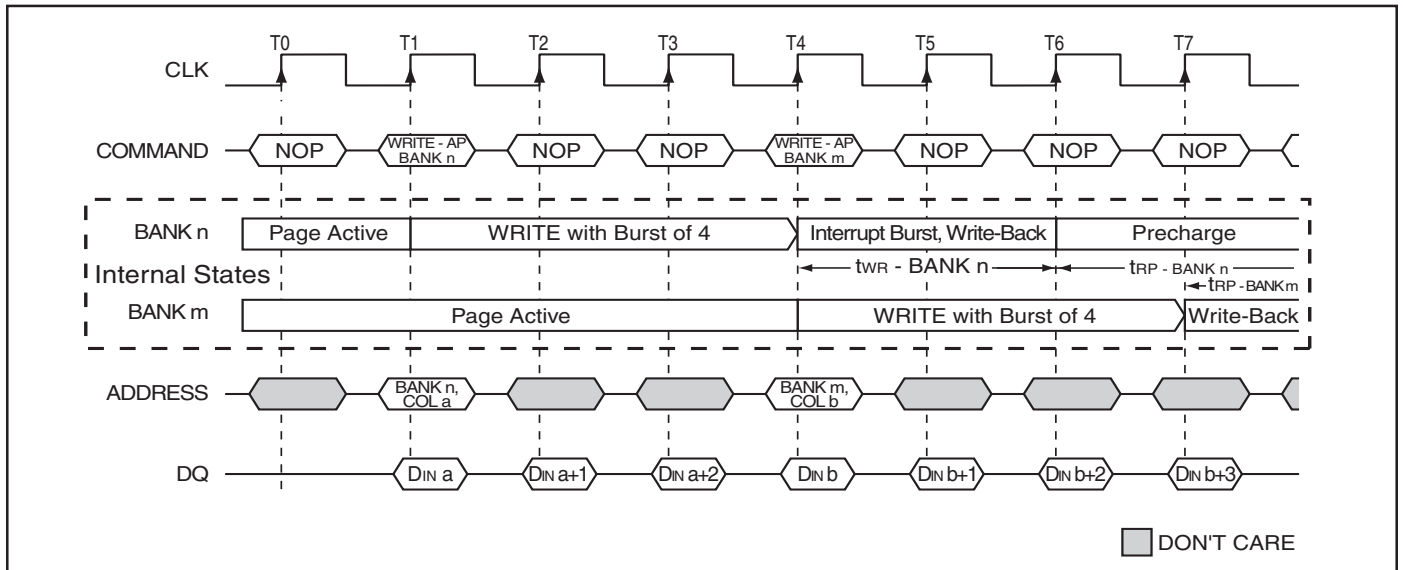 T0 T1 T2 T3 T4 T5 T6 T7
CLK
COMMAND NOP WRITE - AP BANK n NOP NOP WRITE - AP BANK m NOP NOP NOP
BANK n Page Active WRITE with Burst of 4 Interrupt Burst, Write-Back Precharge
Internal States tWR - BANK n tRP - BANK n
tRP - BANK m
BANK m Page Active WRITE with Burst of 4 Write-Back
ADDRESS BANK n, COL a BANK m, COL b
DQ DIN a DIN a+1 DIN a+2 DIN b DIN b+1 DIN b+2 DIN b+3
DON'T CARE